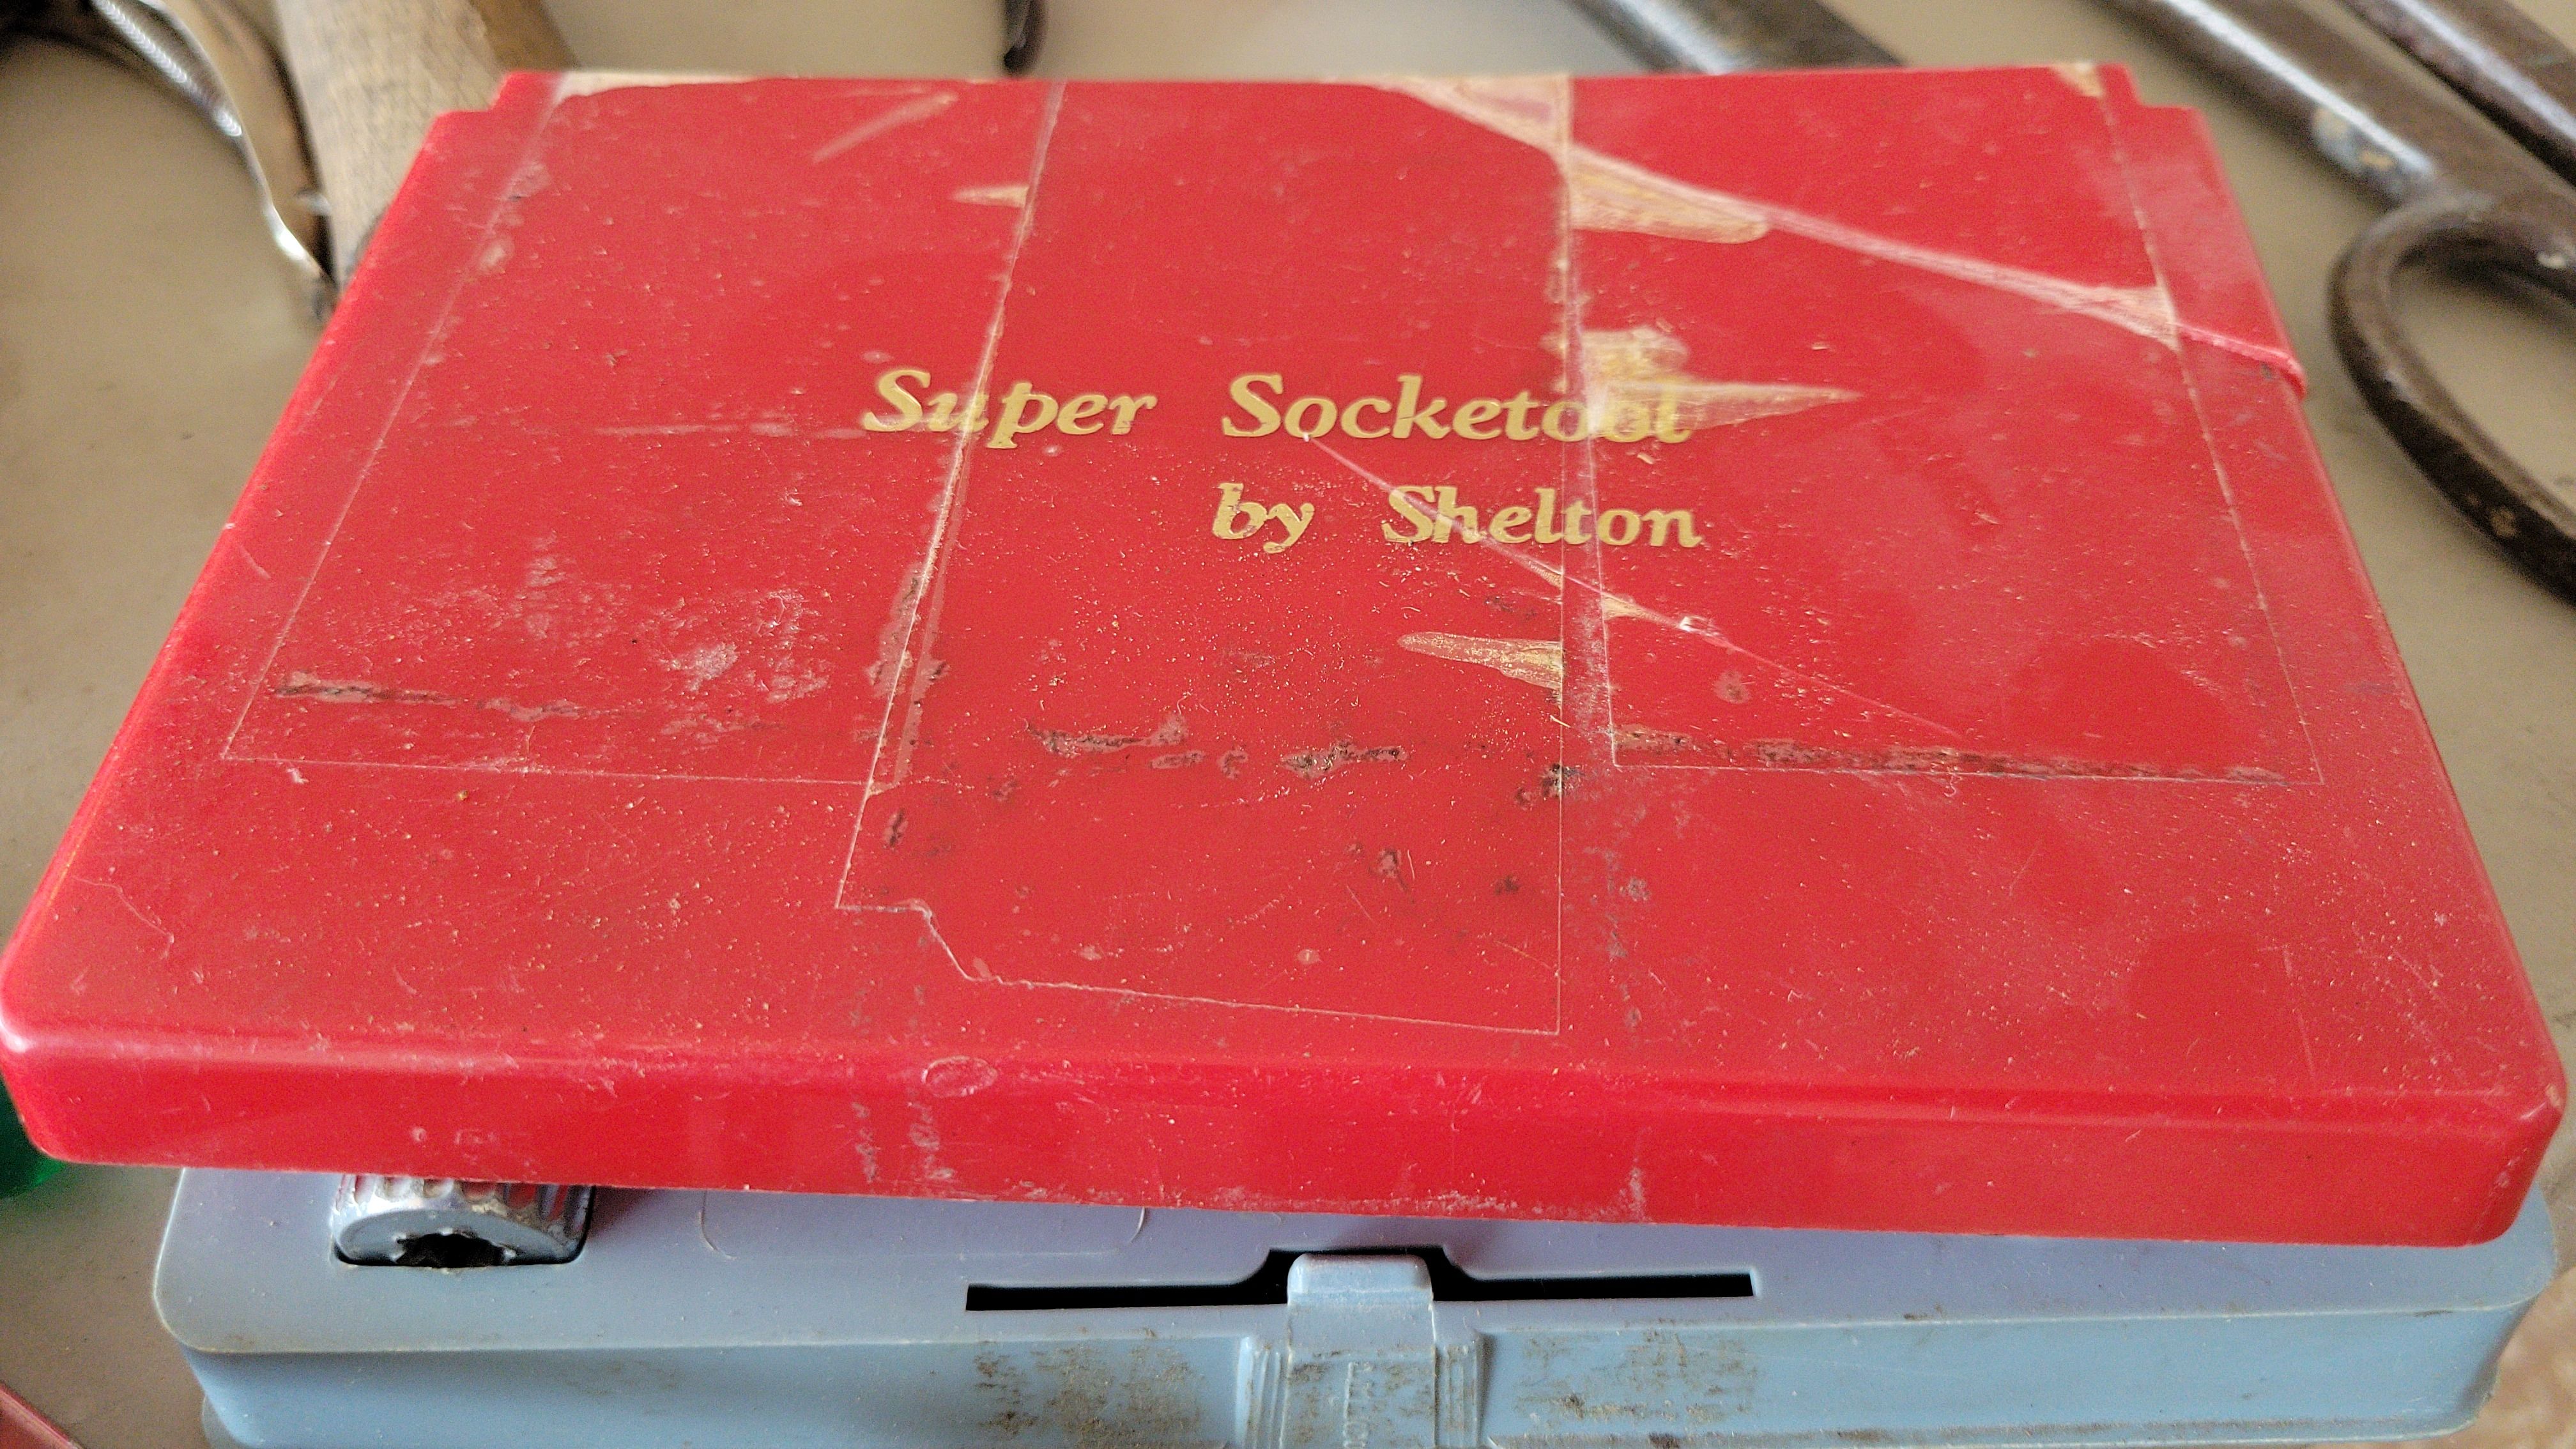 Super Socketool
by Shelton